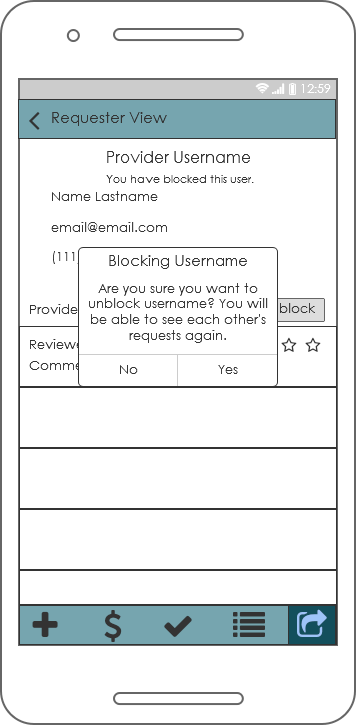 12:59
Requester View
Provider Username
You have blocked this user.
Name Lastname
email@email.com
(111)
Blocking Username
Are you sure you want to
unblock username? You will
be able to see each other's
requests again.
No
Yes
Provide
block
Reviewe
Comme